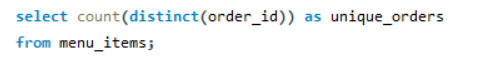 select count(distinct(order_id)) as unique_orders
from menu_items;